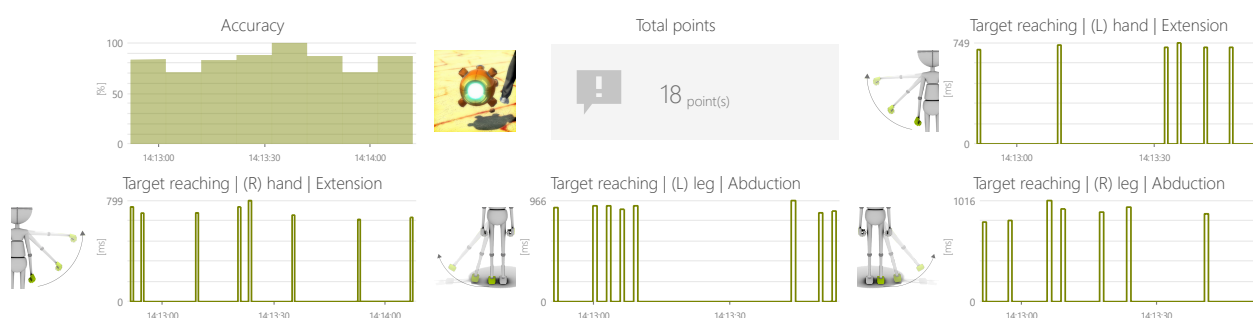 Accuracy
100
[%]
50
0
14:13:00
14:13:30
14:14:00
Total points
18 point(s)
Target reaching | (L) hand | Extension
749
[ms]
0
14:13:00
14:13:30
Target reaching | (R) hand | Extension
799
[ms]
0
14:13:00
14:13:30
14:14:00
Target reaching | (L) leg | Abduction
966
[ms]
0
14:13:00
14:13:30
Target reaching | (R) leg | Abduction
1016
[ms]
0
14:13:00
14:13:30